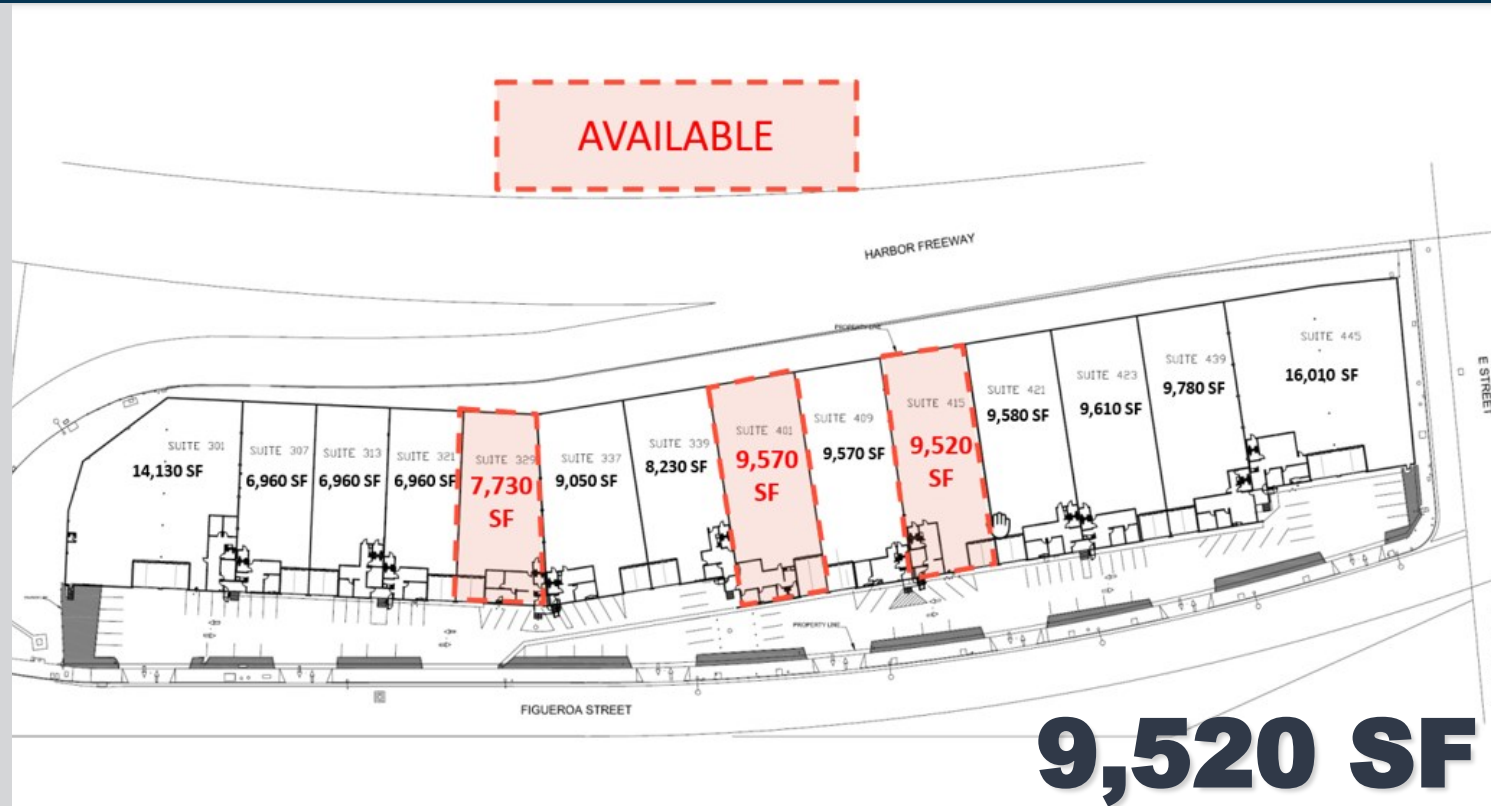 AVAILABLE
HARBOR FREEWAY
PROPERTY LINE
E STREET
SUITE 301
14,130 SF
SUITE 307
6,960 SF
SUITE 313
6,960 SF
SUITE 321
6,960 SF
SUITE 329
7,730
SF
SUITE 337
9,050 SF
SUITE 339
8,230 SF
SUITE 401
9,570
SF
SUITE 409
9,570 SF
SUITE 415
9,520
SF
SUITE 421
9,580 SF
SUITE 423
9,610 SF
SUITE 439
9,780 SF
SUITE 445
16,010 SF
PROPERTY LINE
FIGUEROA STREET
9,520 SF